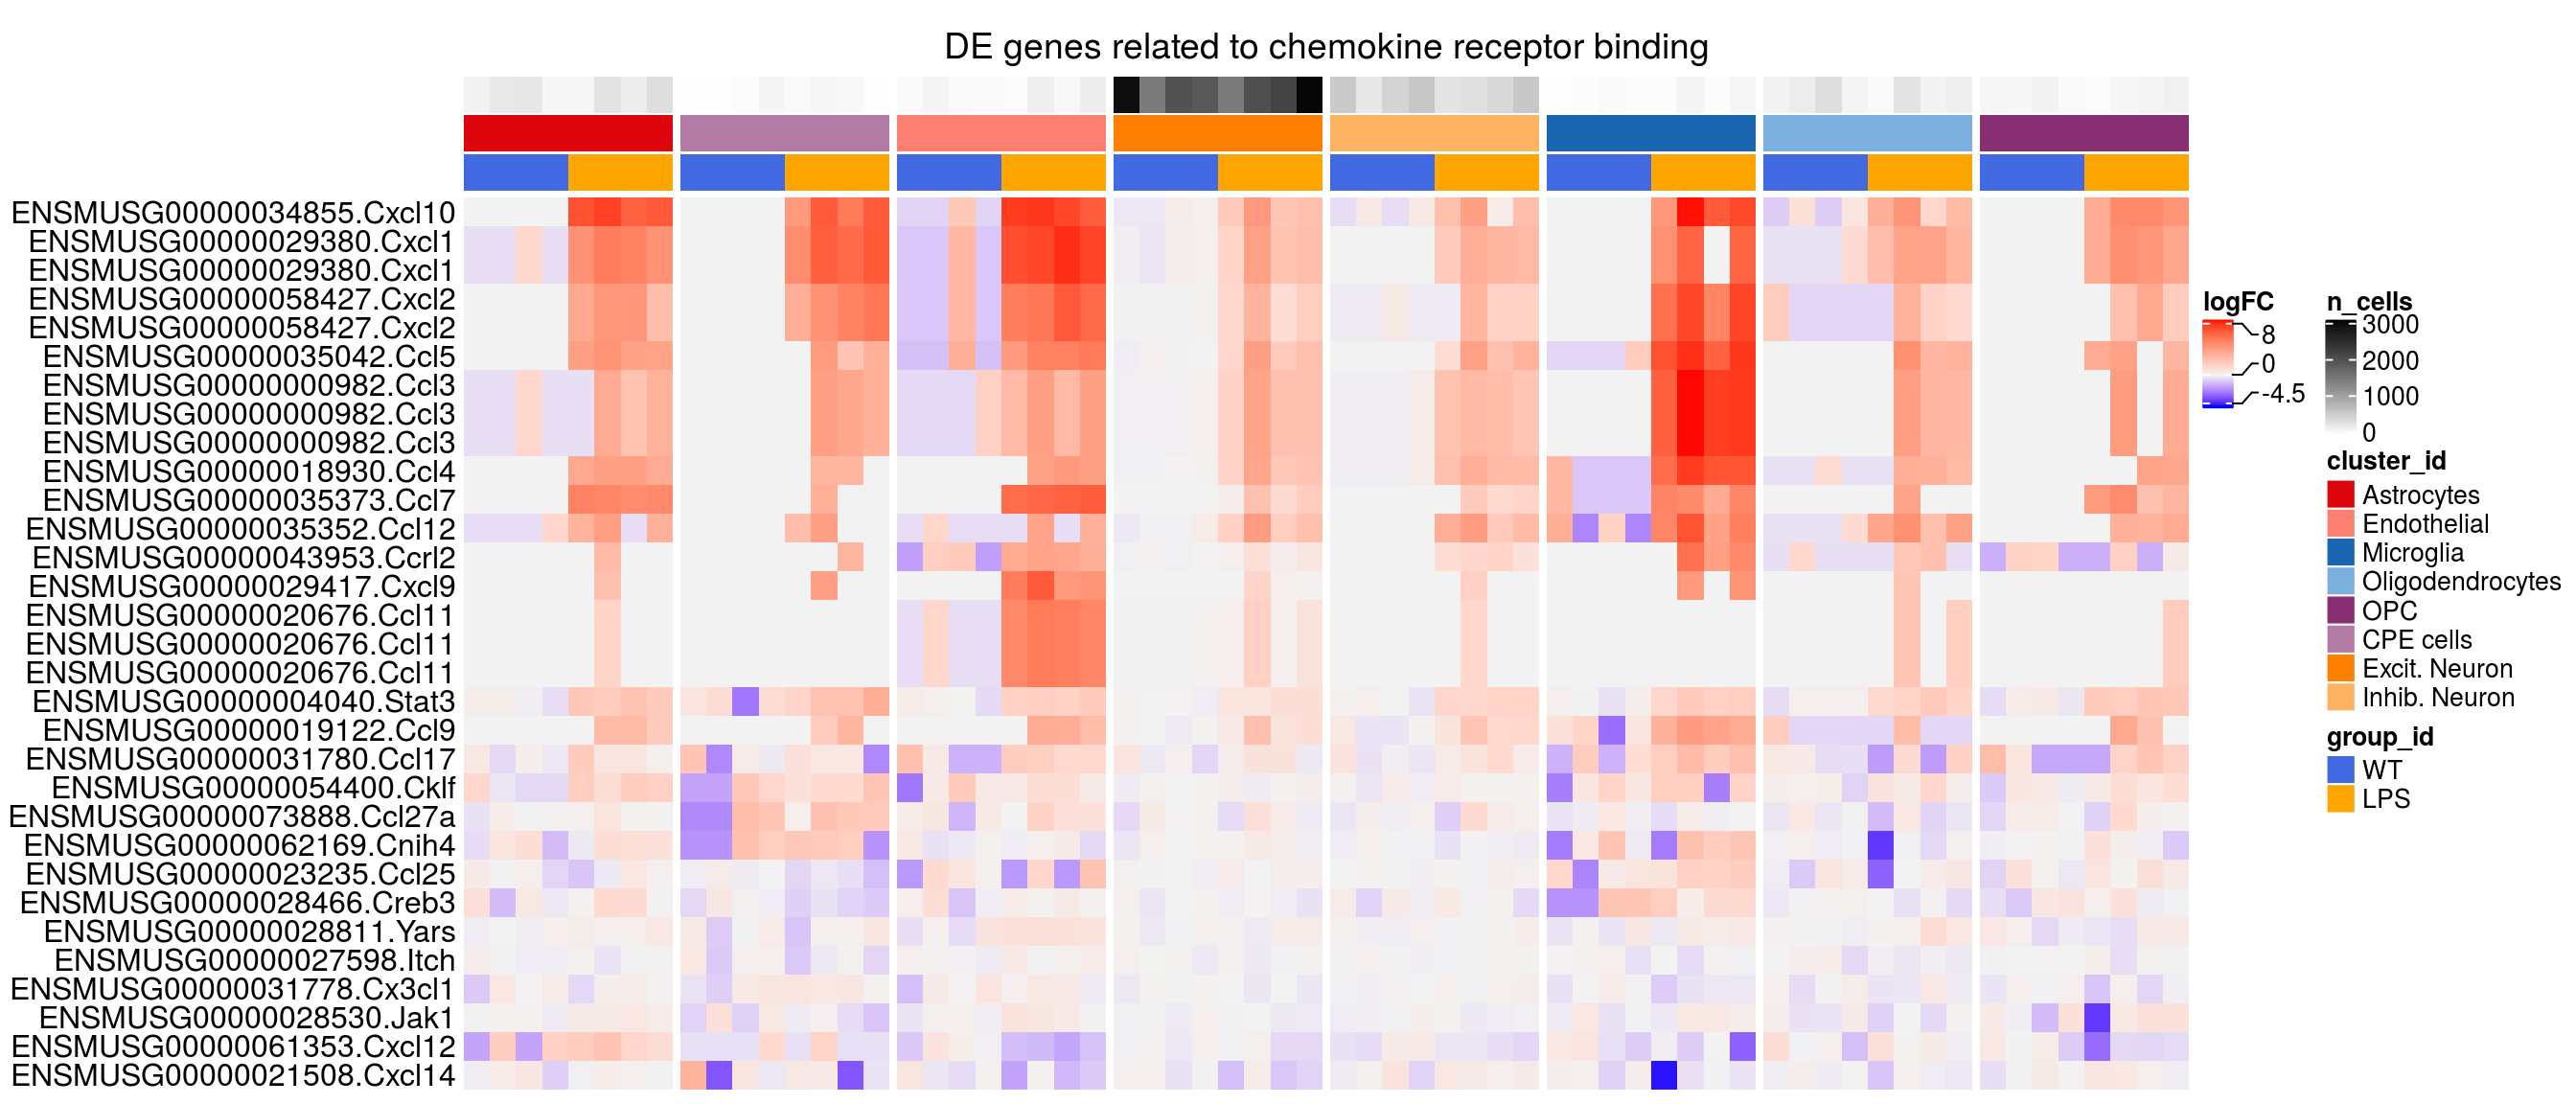 DE genes related to chemokine receptor binding
ENSMUSG00000034855.Cxcl10
ENSMUSG00000029380.Cxcl1
ENSMUSG00000029380.Cxcl1
ENSMUSG00000058427.Cxcl2
ENSMUSG00000058427.Cxcl2
ENSMUSG00000035042.Ccl5
ENSMUSG00000000982.Ccl3
ENSMUSG00000000982.Ccl3
ENSMUSG00000000982.Ccl3
ENSMUSG00000018930.Ccl4
ENSMUSG00000035373.Ccl7
ENSMUSG00000035352.Ccl12
ENSMUSG00000043953.Ccrl2
ENSMUSG00000029417.Cxcl9
ENSMUSG00000020676.Ccl11
ENSMUSG00000020676.Ccl11
ENSMUSG00000020676.Ccl11
ENSMUSG00000004040.Stat3
ENSMUSG00000019122.Ccl9
ENSMUSG00000031780.Ccl17
ENSMUSG00000054400.Cklf
ENSMUSG00000073888.Ccl27a
ENSMUSG00000062169.Cnih4
ENSMUSG00000023235.Ccl25
ENSMUSG00000028466.Creb3
ENSMUSG00000028811.Yars
ENSMUSG00000027598.Itch
ENSMUSG00000031778.Cx3cl1
ENSMUSG00000028530.Jak1
ENSMUSG00000061353.Cxcl12
ENSMUSG00000021508.Cxcl14
logFC
8
0
-4.5
n_cells
3000
2000
1000
0
cluster_id
Astrocytes
Endothelial
Microglia
Oligodendrocytes
OPC
CPE cells
Excit. Neuron
Inhib. Neuron
group_id
WT
LPS